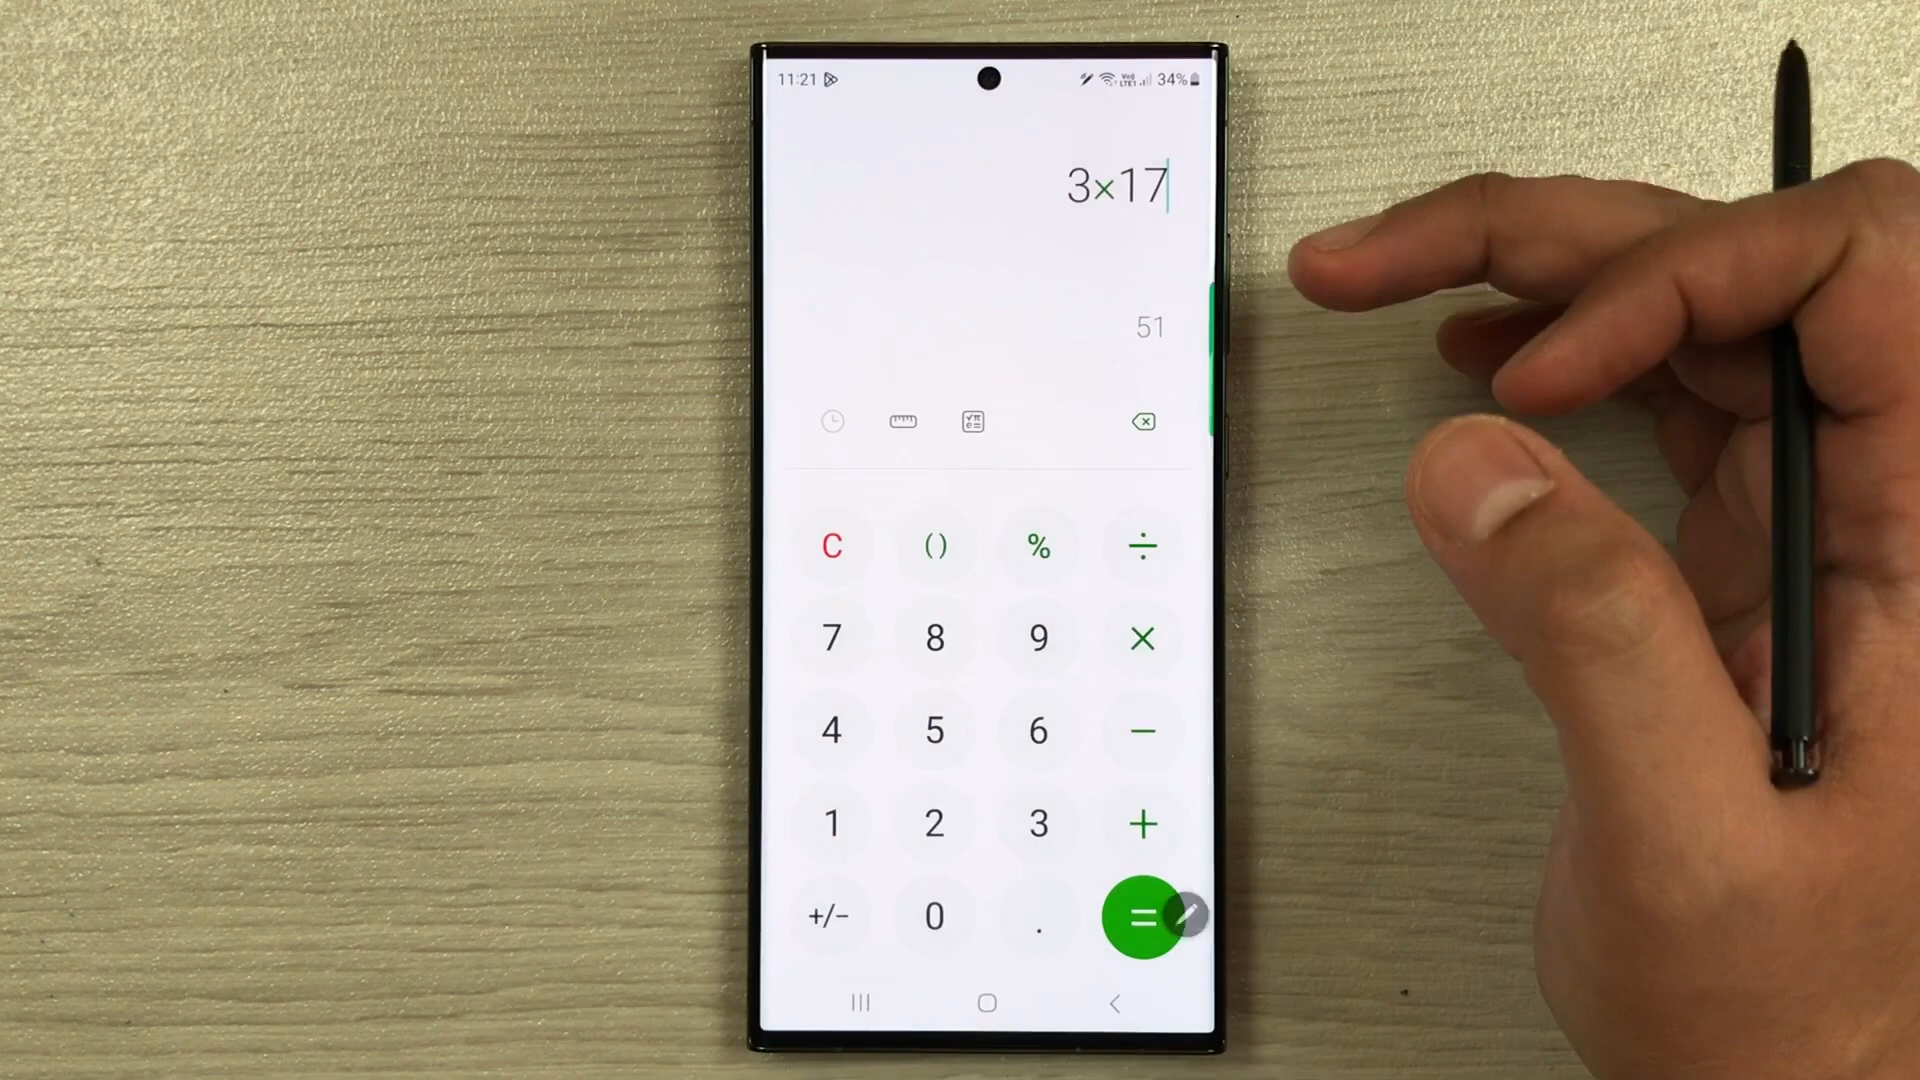 11:21 34%
3×17
51
C () % ÷
7 8 9 ×
4 5 6 −
1 2 3 +
+/− 0 . =